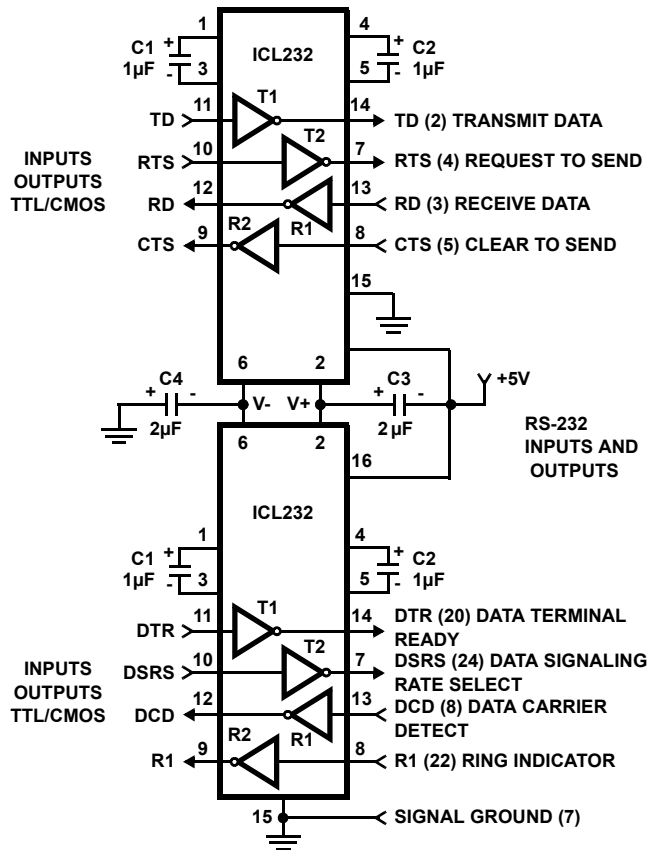 1
4
C1 + 
1µF -
3
ICL232
+ C2
- 1µF
5
11
T1
14
TD
TD (2) TRANSMIT DATA
INPUTS
OUTPUTS
TTL/CMOS
10
T2
7
RTS
RTS (4) REQUEST TO SEND
12
13
RD
R1
RD (3) RECEIVE DATA
9
R2
8
CTS
CTS (5) CLEAR TO SEND
15
6
2
C4
+ -
2µF
V-
V+
C3
+ -
2µF
+5V
RS-232
INPUTS AND
OUTPUTS
6
2
16
ICL232
1
4
C1 +
1µF -
3
+ C2
- 1µF
5
11
T1
14
DTR
DTR (20) DATA TERMINAL
READY
INPUTS
OUTPUTS
TTL/CMOS
10
T2
7
DSRS
DSRS (24) DATA SIGNALING
RATE SELECT
12
13
DCD
R1
DCD (8) DATA CARRIER
DETECT
9
R2
8
R1
R1 (22) RING INDICATOR
15
SIGNAL GROUND (7)